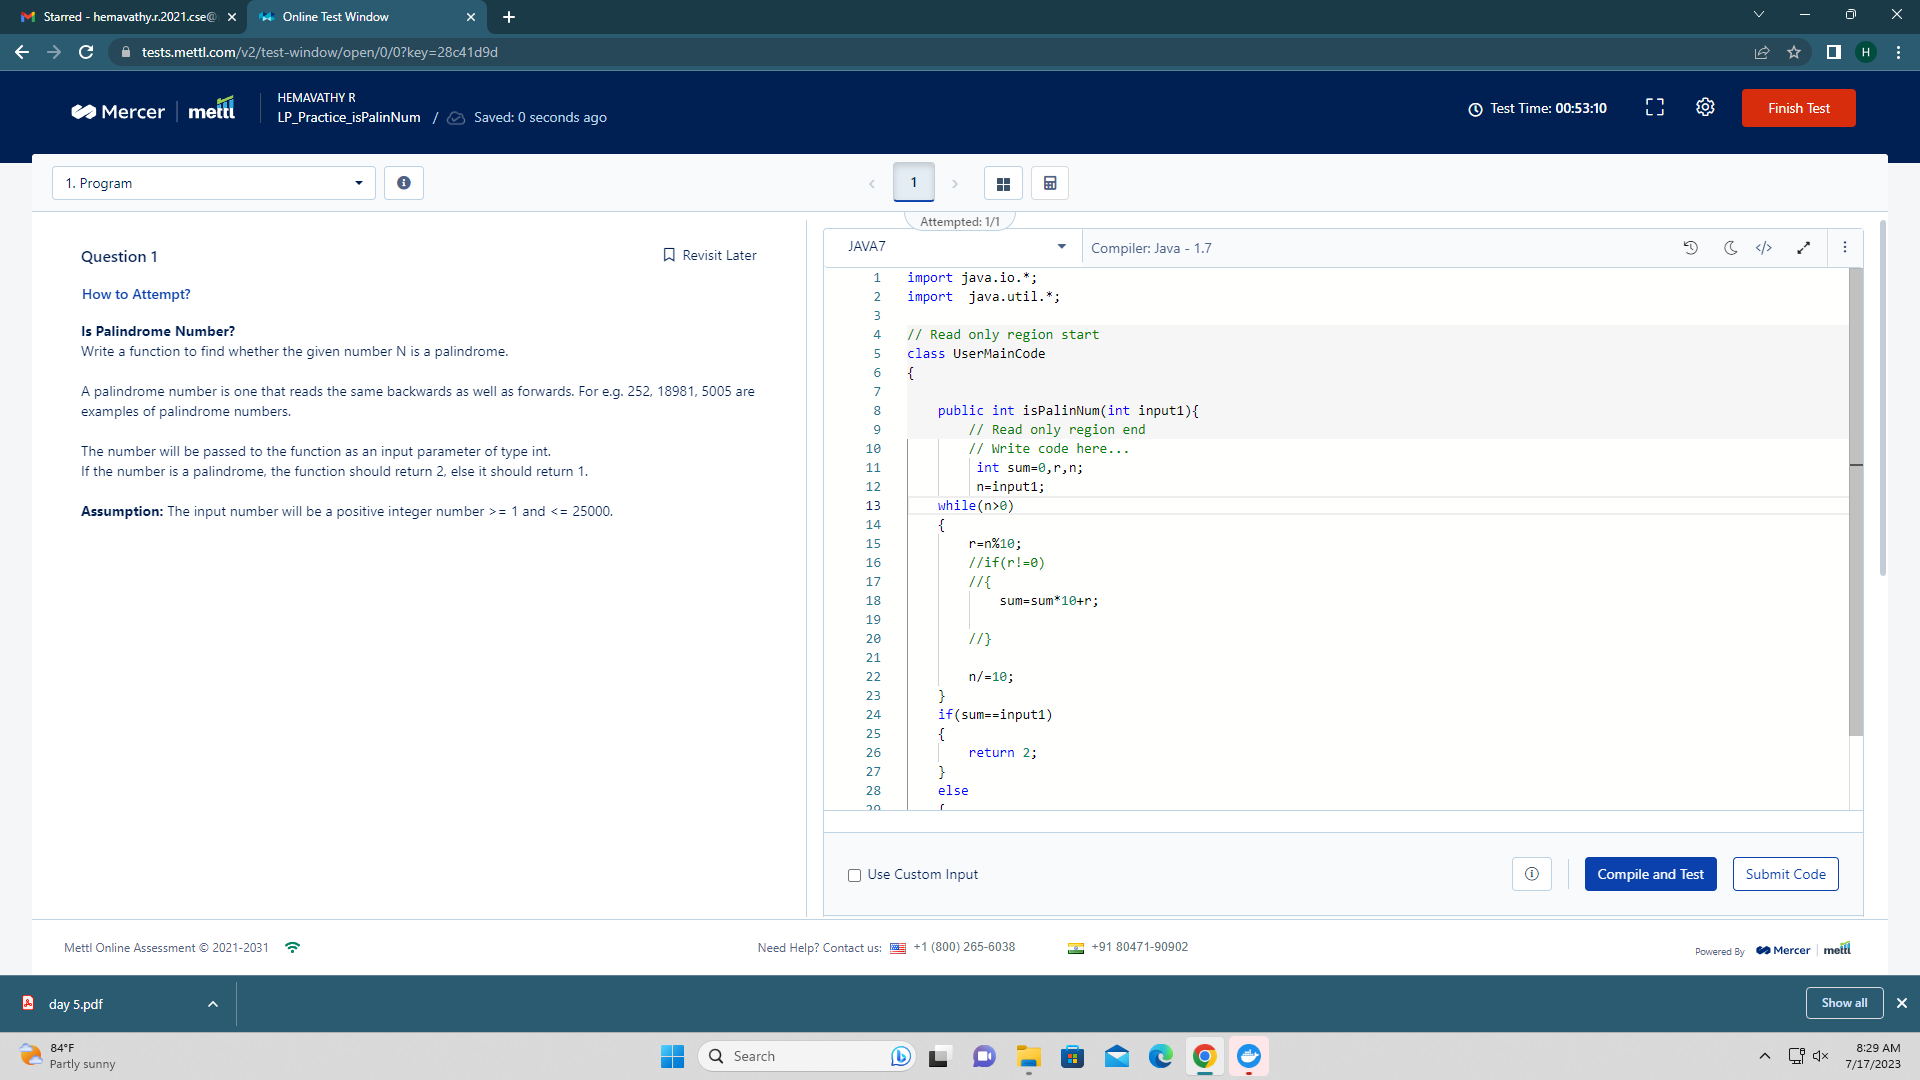 Starred - hemavathy.r.2021.cse@
Online Test Window
tests.mettl.com/v2/test-window/open/0/0?key=28c41d9d
H
Mercer
mettl
HEMAVATHY R
LP_Practice_isPalinNum / Saved: 0 seconds ago
Test Time: 00:53:10
Finish Test
1. Program
1
Attempted: 1/1
Question 1
Revisit Later
How to Attempt?
Is Palindrome Number?
Write a function to find whether the given number N is a palindrome.
A palindrome number is one that reads the same backwards as well as forwards. For e.g. 252, 18981, 5005 are
examples of palindrome numbers.
The number will be passed to the function as an input parameter of type int.
If the number is a palindrome, the function should return 2, else it should return 1.
Assumption: The input number will be a positive integer number >= 1 and <= 25000.
JAVA7
Compiler: Java - 1.7
1 import java.io.*;
2 import  java.util.*;
3
4 // Read only region start
5 class UserMainCode
6 {
7
8     public int isPalinNum(int input1){
9         // Read only region end
10         // Write code here...
11          int sum=0,r,n;
12          n=input1;
13     while(n>0)
14     {
15         r=n%10;
16         //if(r!=0)
17         //{
18             sum=sum*10+r;
19
20         //}
21
22         n/=10;
23     }
24     if(sum==input1)
25     {
26         return 2;
27     }
28     else
29     {
Use Custom Input
Compile and Test
Submit Code
Mettl Online Assessment © 2021-2031
Need Help? Contact us: +1 (800) 265-6038
+91 80471-90902
Powered By Mercer mettl
day 5.pdf
Show all
84°F
Partly sunny
Search
8:29 AM
7/17/2023